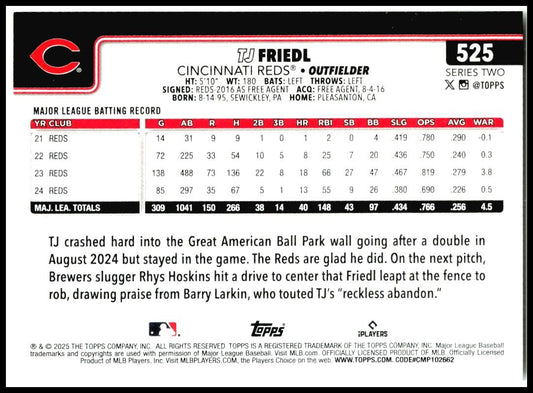 C
TJ FRIEDL
525
CINCINNATI REDS® • OUTFIELDER
SERIES TWO
HT: 5'10" • WT: 180 • BATS: LEFT • THROWS: LEFT
@TOPPS
SIGNED: REDS-2016 AS FREE AGENT • ACQ: FREE AGENT, 8-4-16
BORN: 8-14-95, SEWICKLEY, PA • HOME: PLEASANTON, CA
MAJOR LEAGUE BATTING RECORD
YR CLUB G AB R H 2B 3B HR RBI SB BB SLG OPS AVG WAR
21 REDS 14 31 9 9 1 0 1 2 0 4 .419 .780 .290 -0.1
22 REDS 72 225 33 54 10 5 8 25 7 20 .436 .750 .240 0.3
23 REDS 138 488 73 136 22 8 18 66 27 47 .467 .819 .279 3.8
24 REDS 85 297 35 67 5 1 13 55 9 26 .380 .690 .226 0.5
MAJ. LEA. TOTALS 309 1041 150 266 38 14 40 148 43 97 .434 .766 .256 4.5
TJ crashed hard into the Great American Ball Park wall going after a double in
August 2024 but stayed in the game. The Reds are glad he did. On the next pitch,
Brewers slugger Rhys Hoskins hit a drive to center that Friedl leapt at the fence to
rob, drawing praise from Barry Larkin, who touted TJ's "reckless abandon."
topps
PLAYERS
® & © 2025 THE TOPPS COMPANY, INC. ALL RIGHTS RESERVED. TOPPS IS A REGISTERED TRADEMARK OF THE TOPPS COMPANY, INC. Major League Baseball
trademarks and copyrights are used with permission of Major League Baseball. Visit MLB.com. OFFICIALLY LICENSED PRODUCT OF MLB. Officially Licensed
Product of MLB Players, Inc. Visit MLBPLAYERS.COM, the Players Choice on the web. WWW.TOPPS.COM. CODE#CMP102662